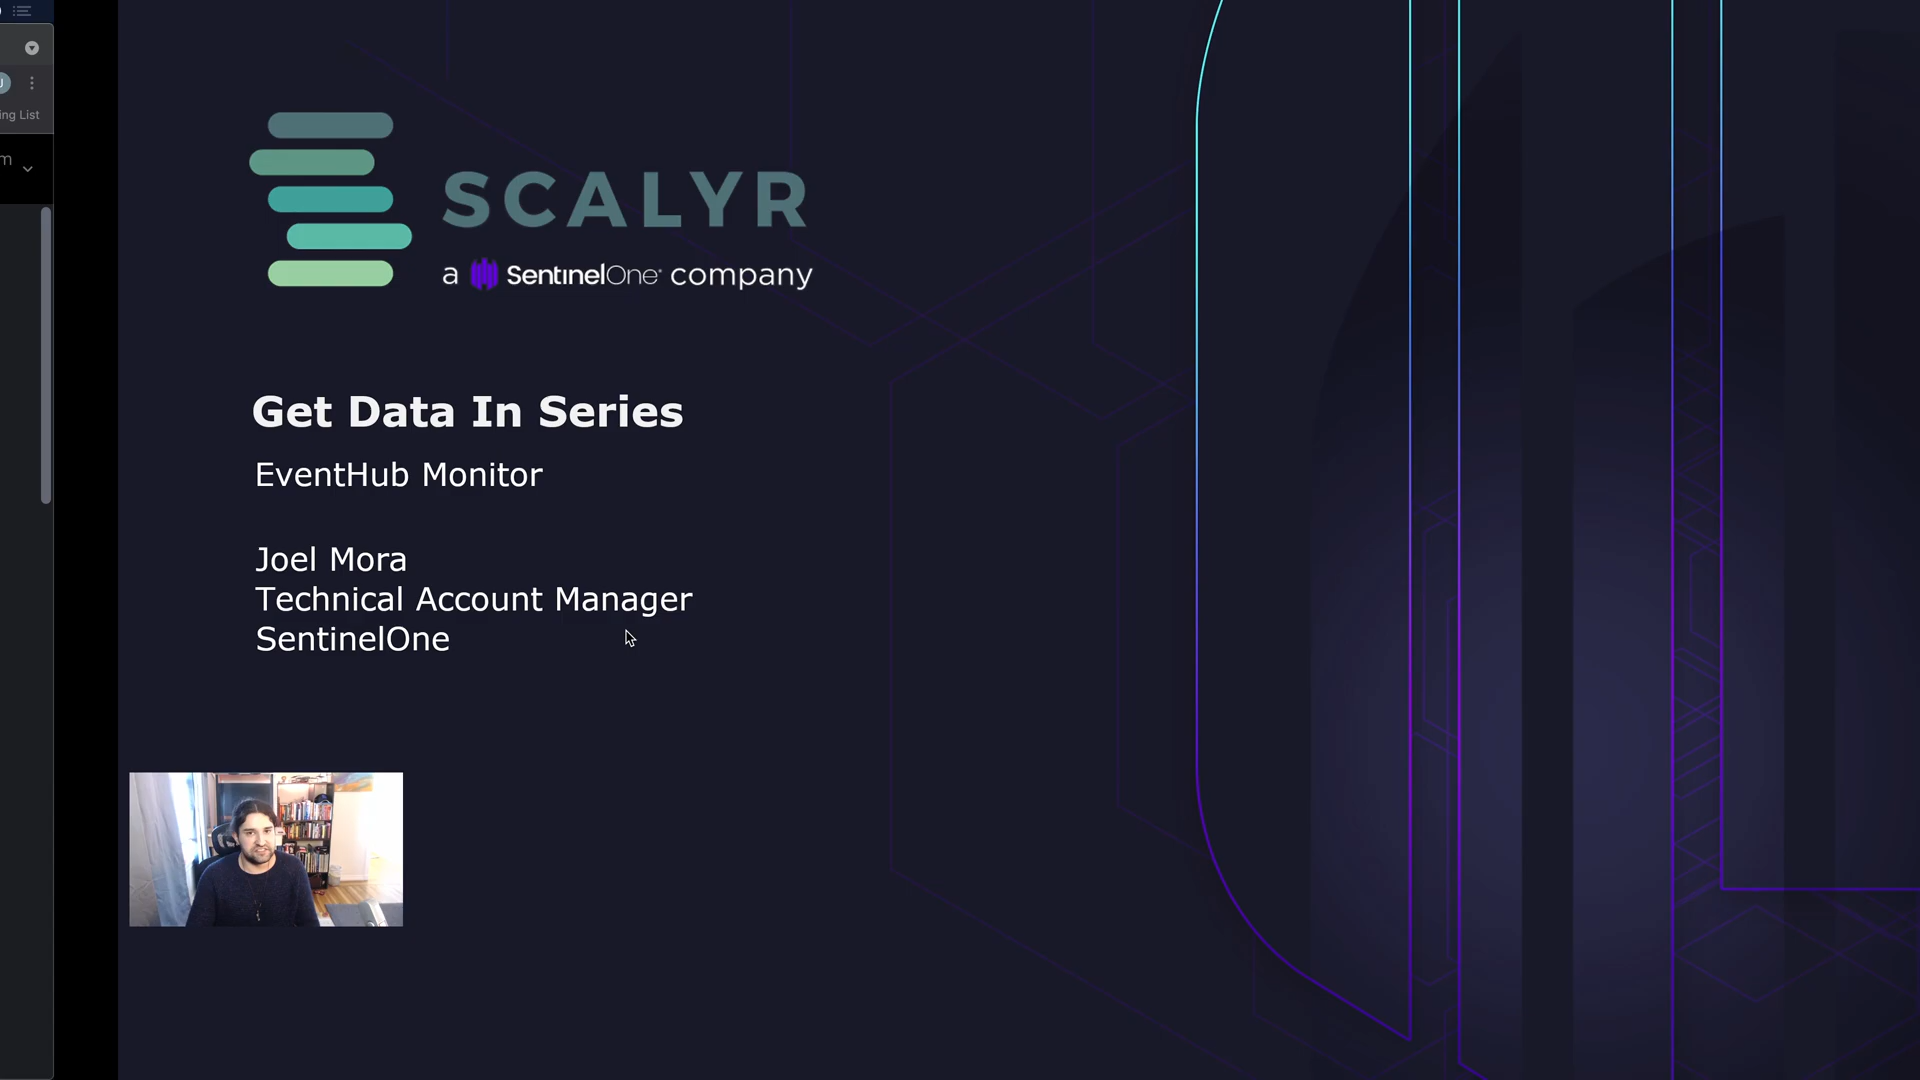 ing List
m
SCALYR
a SentinelOne company
Get Data In Series
EventHub Monitor
Joel Mora
Technical Account Manager
SentinelOne